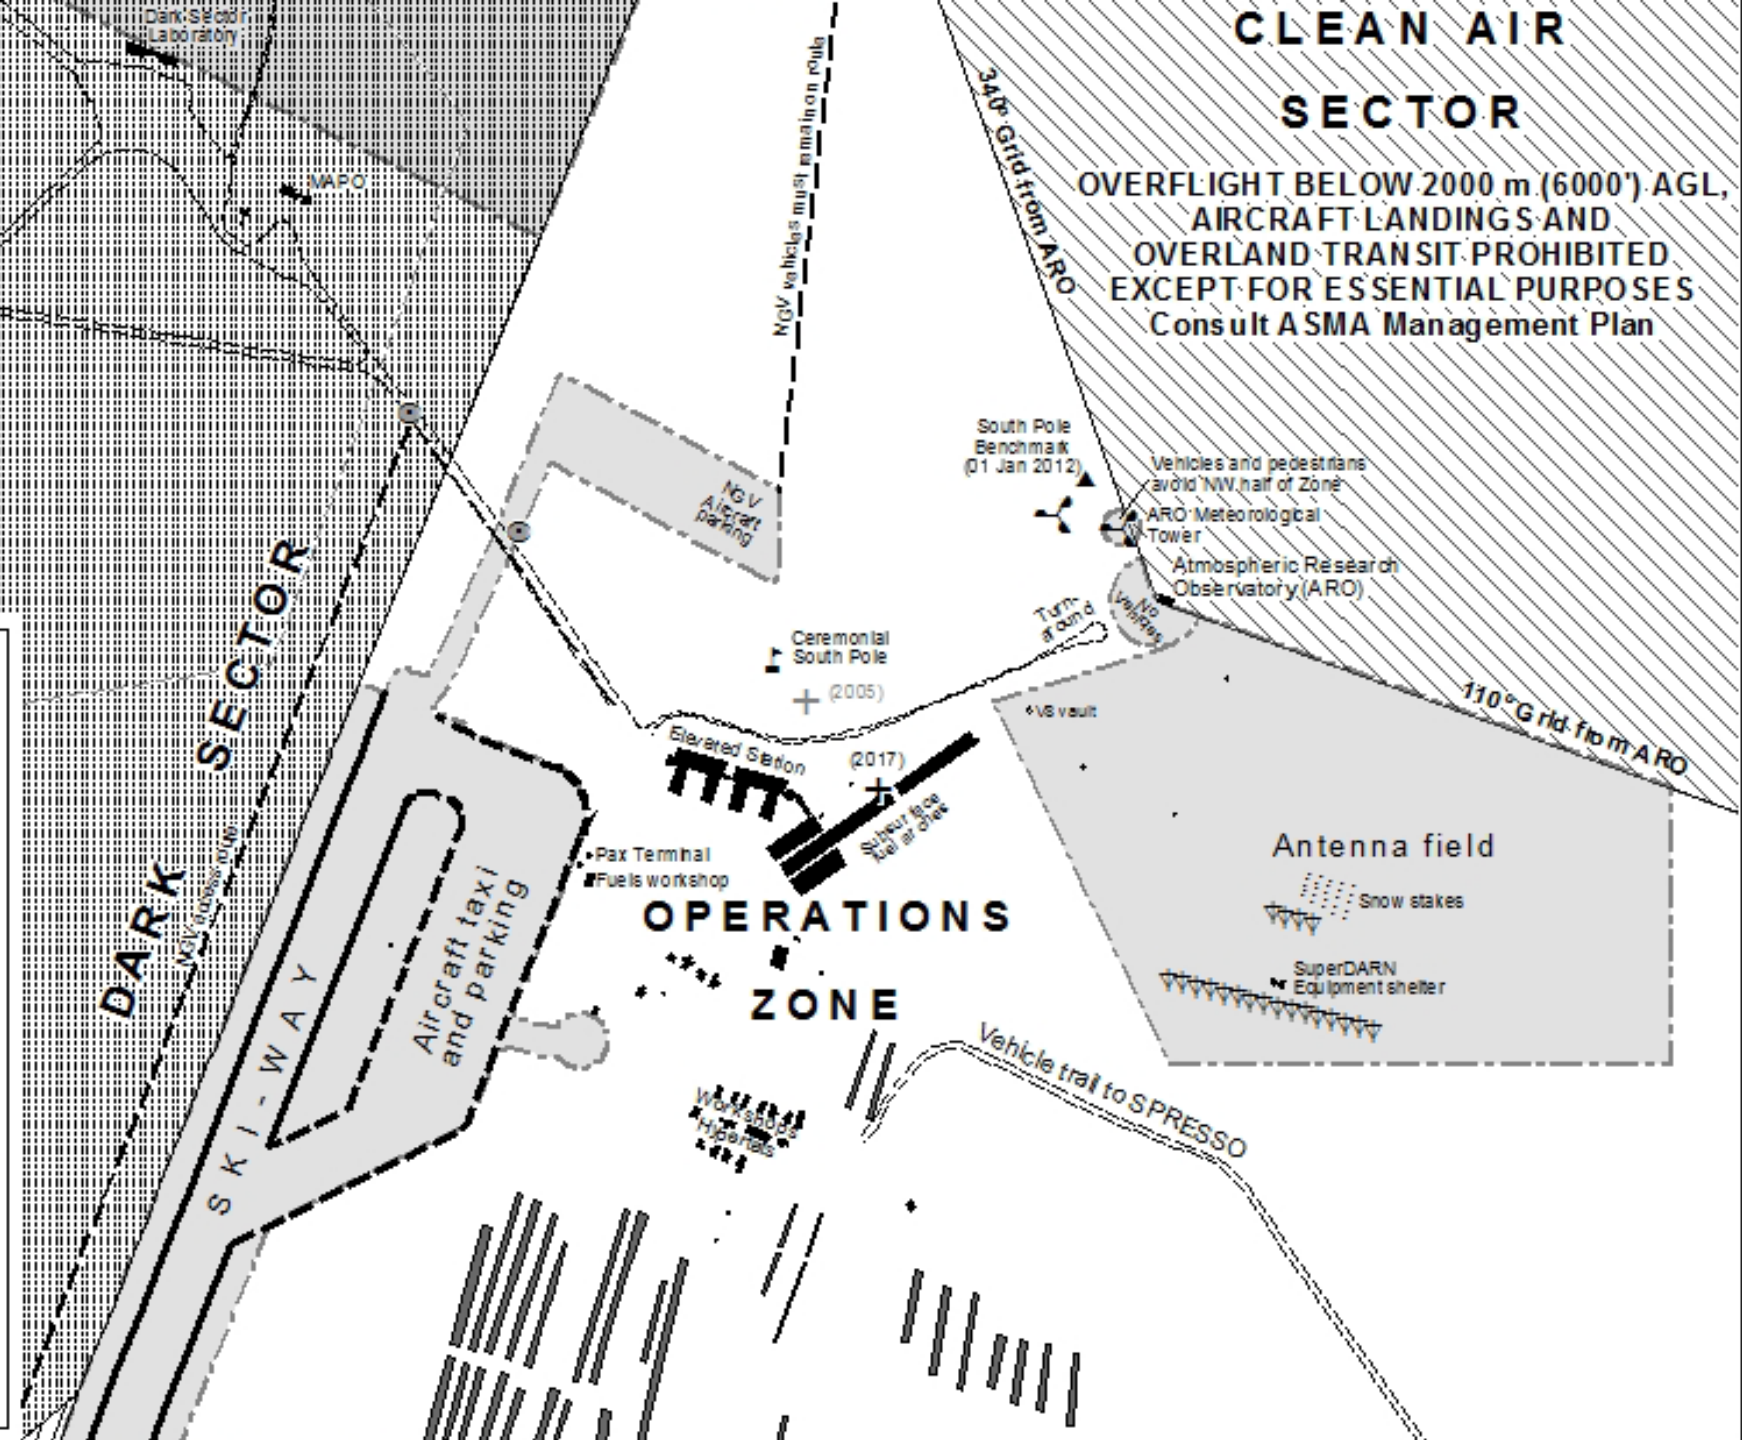 Dark Sector
Laboratory
MAPO
CLEAN AIR
SECTOR
OVERFLIGHT BELOW 2000 m (6000') AGL,
AIRCRAFT LANDINGS AND
OVERLAND TRANSIT PROHIBITED
EXCEPT FOR ESSENTIAL PURPOSES
Consult ASMA Management Plan
340° Grid from ARO
NGV vehicles must remain on route
South Pole
Benchmark
(01 Jan 2012)
Vehicles and pedestrians
avoid NW half of Zone
ARO Meteorological
Tower
Atmospheric Research
Observatory (ARO)
No
Vehicles
Turn-
around
NGV
Aircraft
parking
Ceremonial
South Pole
(2005)
110° Grid from ARO
VS vault
Elevated Station
(2017)
Subsurface
fuel arches
DARK SECTOR
NGV access route
SKI-WAY
Aircraft taxi
and parking
Pax Terminal
Fuels workshop
OPERATIONS
ZONE
Antenna field
Snow stakes
SuperDARN
Equipment shelter
Vehicle trail to SPRESSO
Workshops
Hypertats